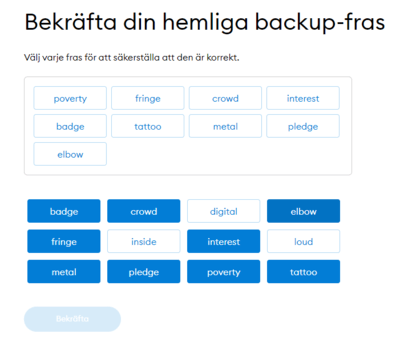 Bekräfta din hemliga backup-fras
Välj varje fras för att säkerställa att den är korrekt.
poverty fringe crowd interest
badge tattoo metal pledge
elbow
badge crowd digital elbow
fringe inside interest loud
metal pledge poverty tattoo
Bekräfta